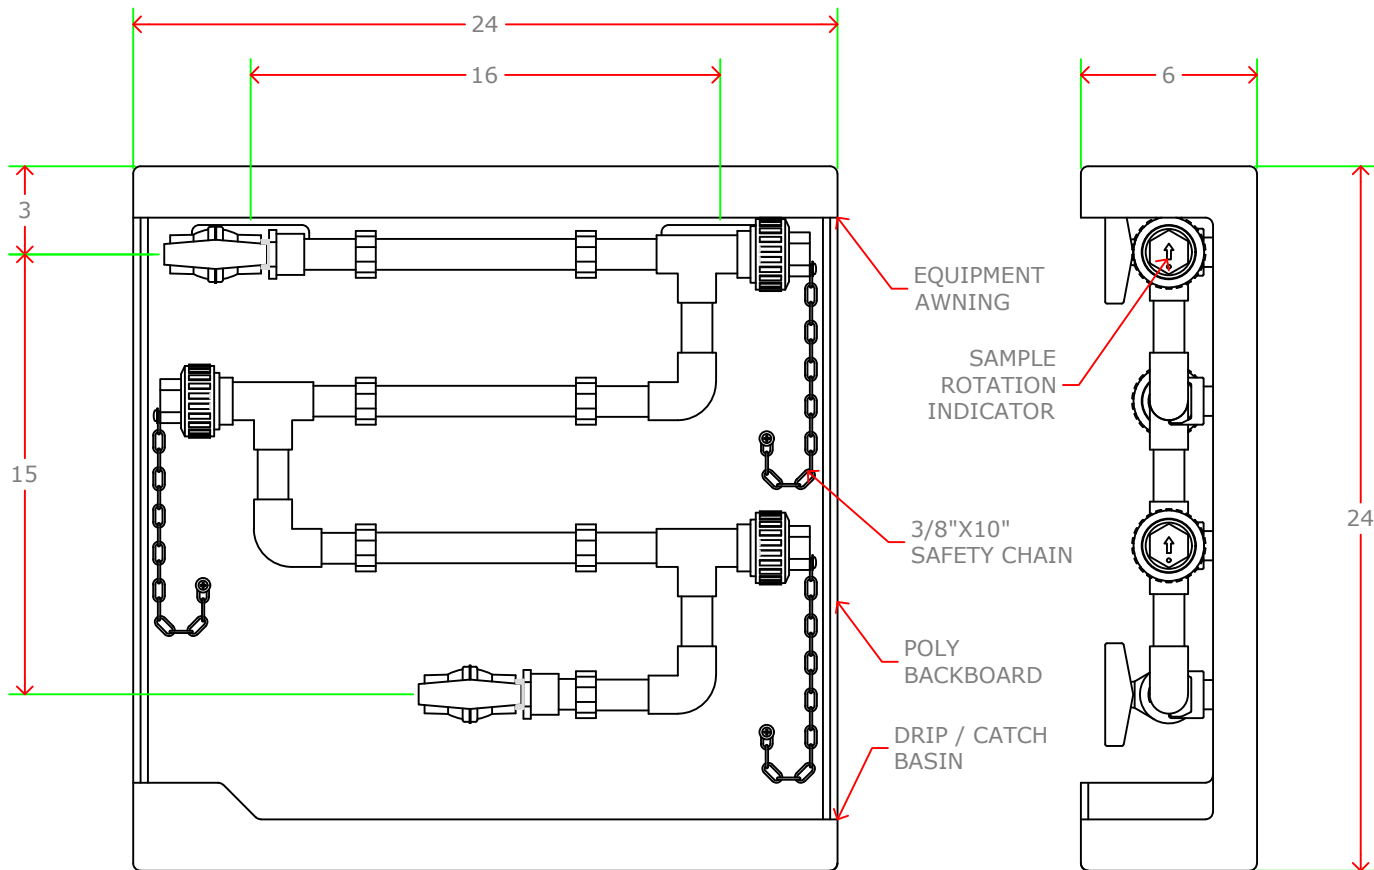 24
16
6
3
EQUIPMENT
AWNING
SAMPLE
ROTATION
INDICATOR
15
3/8"X10"
SAFETY CHAIN
24
POLY
BACKBOARD
DRIP / CATCH
BASIN